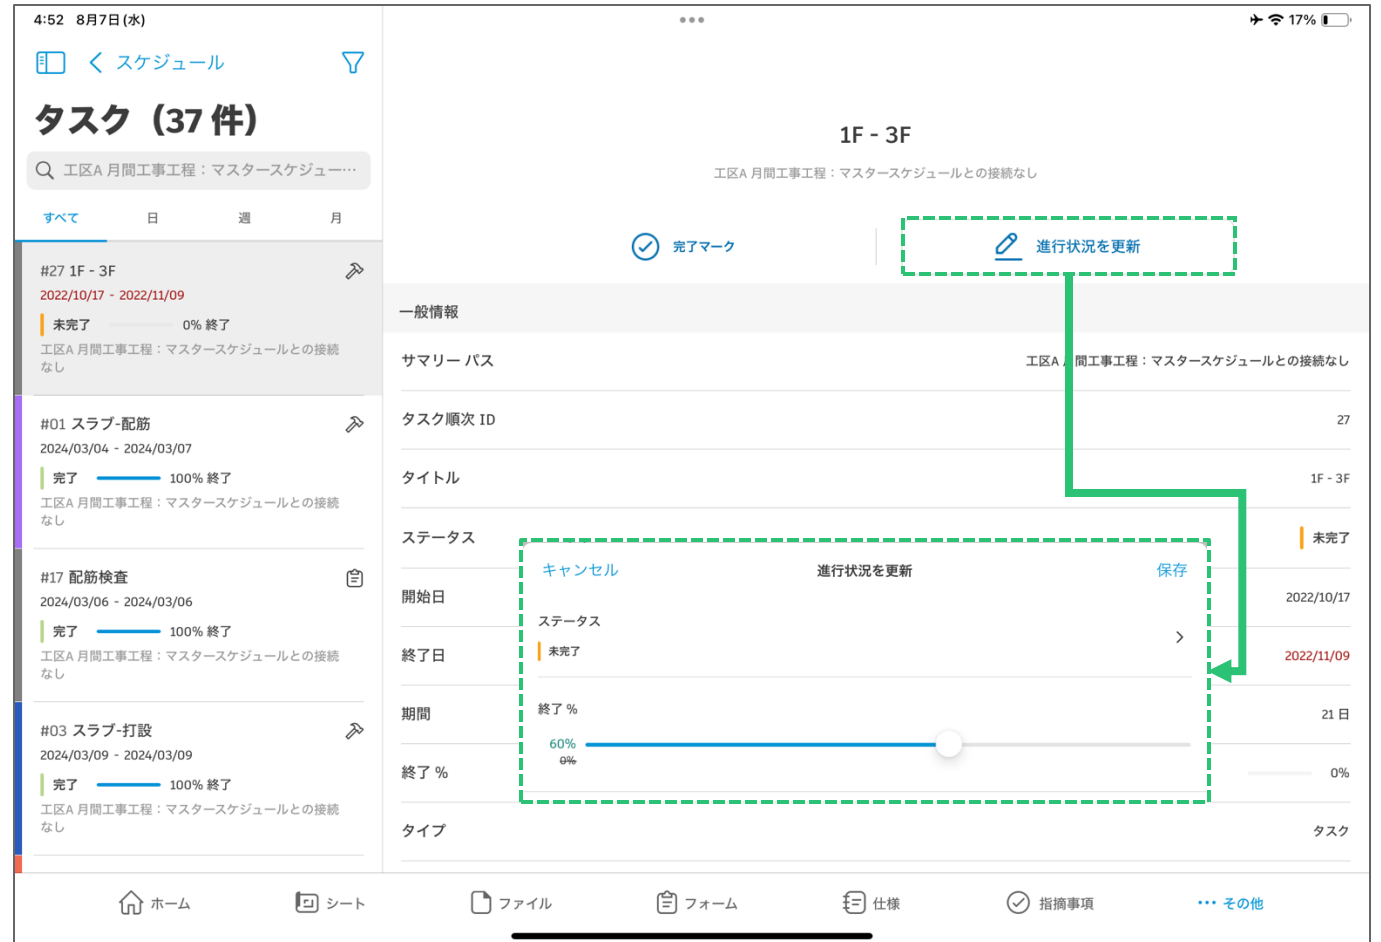 4:52 8月7日(水)
17%
スケジュール
タスク（37 件）
工区A 月間工事工程：マスタースケジュー…
すべて 日 週 月
#27 1F - 3F
2022/10/17 - 2022/11/09
未完了 0% 終了
工区A 月間工事工程：マスタースケジュールとの接続
なし
#01 スラブ-配筋
2024/03/04 - 2024/03/07
完了 100% 終了
工区A 月間工事工程：マスタースケジュールとの接続
なし
#17 配筋検査
2024/03/06 - 2024/03/06
完了 100% 終了
工区A 月間工事工程：マスタースケジュールとの接続
なし
#03 スラブ-打設
2024/03/09 - 2024/03/09
完了 100% 終了
工区A 月間工事工程：マスタースケジュールとの接続
なし
1F - 3F
工区A 月間工事工程：マスタースケジュールとの接続なし
完了マーク 進行状況を更新
一般情報
サマリー パス 工区A 月間工事工程：マスタースケジュールとの接続なし
タスク順次 ID 27
タイトル 1F - 3F
ステータス 未完了
開始日 2022/10/17
終了日 2022/11/09
期間 21 日
終了 % 0%
タイプ タスク
キャンセル 進行状況を更新 保存
ステータス
未完了
終了 %
60%
0%
ホーム シート ファイル フォーム 仕様 指摘事項 その他